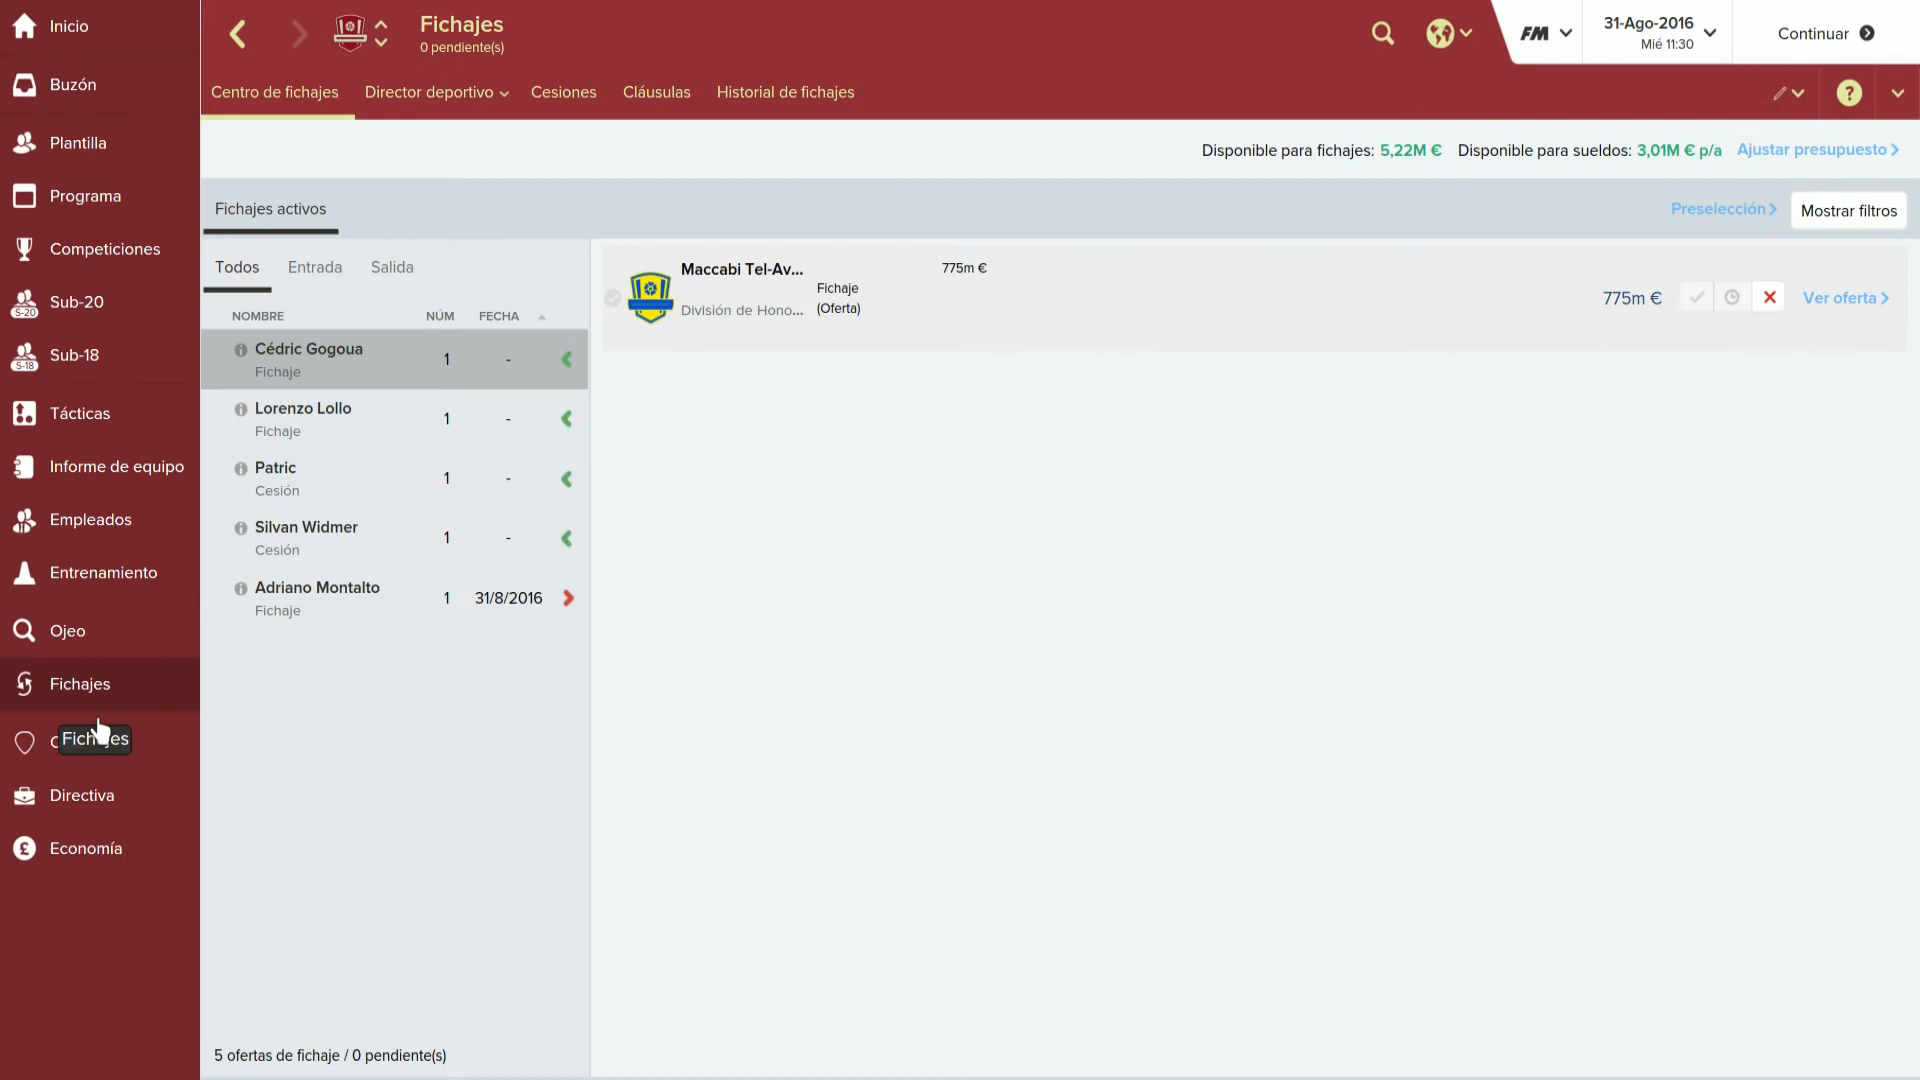 Inicio
Buzón
Plantilla
Programa
Competiciones
Sub-20
S-20
Sub-18
S-18
Tácticas
Informe de equipo
Empleados
Entrenamiento
Ojeo
Fichajes
Fichajes
Directiva
Economía
Fichajes
0 pendiente(s)
FM
31-Ago-2016
Mié 11:30
Continuar
Centro de fichajes
Director deportivo
Cesiones
Cláusulas
Historial de fichajes
?
Disponible para fichajes: 5,22M € Disponible para sueldos: 3,01M € p/a Ajustar presupuesto
Fichajes activos
Preselección
Mostrar filtros
Todos Entrada Salida
NOMBRE NÚM FECHA
Cédric Gogoua
Fichaje
1 -
Lorenzo Lollo
Fichaje
1 -
Patric
Cesión
1 -
Silvan Widmer
Cesión
1 -
Adriano Montalto
Fichaje
1 31/8/2016
5 ofertas de fichaje / 0 pendiente(s)
Maccabi Tel-Av...
División de Hono...
Fichaje
(Oferta)
775m €
775m €
Ver oferta